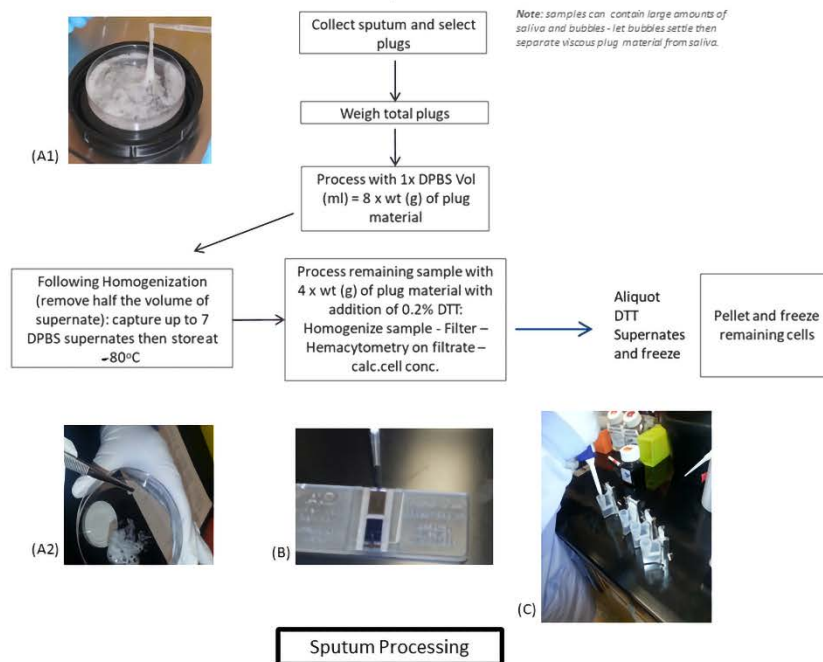 Collect sputum and select
plugs
Note: samples can contain large amounts of
saliva and bubbles - let bubbles settle then
separate viscous plug material from saliva.
(A1)
Weigh total plugs
Process with 1x DPBS Vol
(ml) = 8 x wt (g) of plug
material
Following Homogenization
(remove half the volume of
supernate): capture up to 7
DPBS supernates then store at
-80°C
Process remaining sample with
4 x wt (g) of plug material with
addition of 0.2% DTT:
Homogenize sample - Filter –
Hemacytometry on filtrate –
calc.cell conc.
Aliquot
DTT
Supernates
and freeze
Pellet and freeze
remaining cells
(A2)
(B)
(C)
Sputum Processing